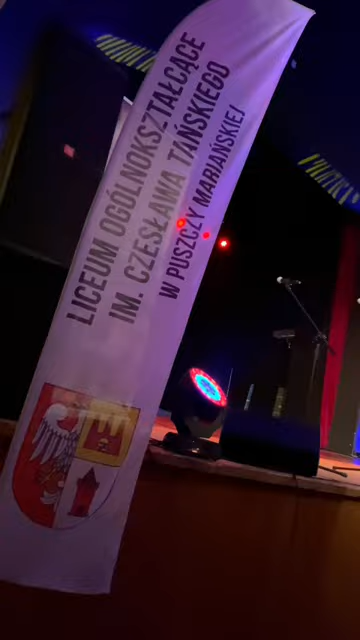 LICEUM OGÓLNOKSZTAŁCĄCE
IM. CZESŁAWA TAŃSKIEGO
W PUSZCZY MARIAŃSKIEJ